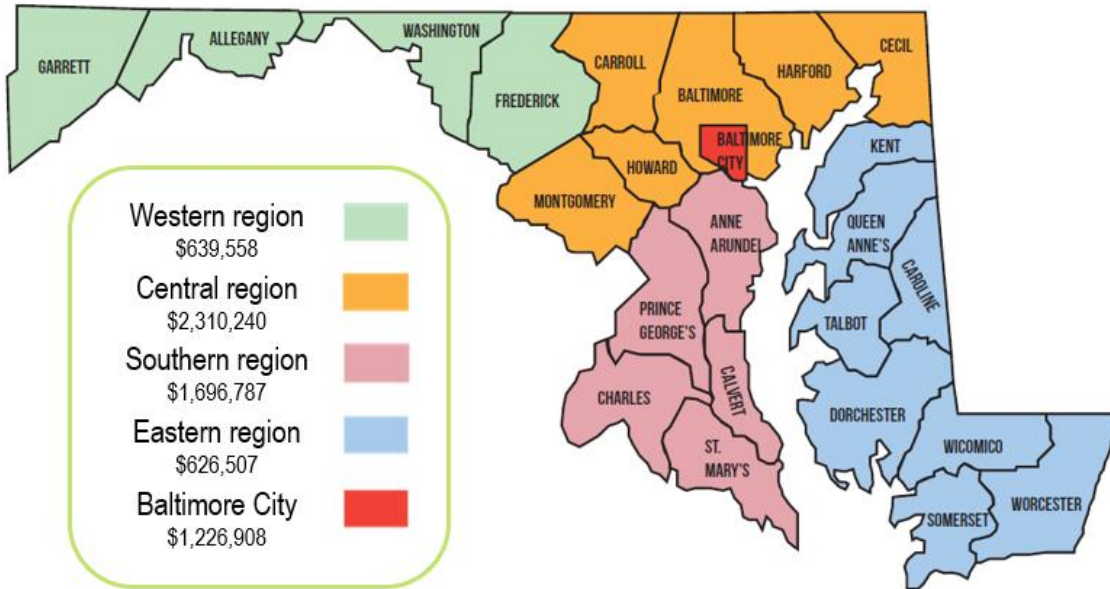 GARRETT
ALLEGANY
WASHINGTON
FREDERICK
CARROLL
BALTIMORE
HARFORD
CECIL
BALTIMORE
CITY
HOWARD
MONTGOMERY
KENT
ANNE
ARUNDEL
QUEEN
ANNE'S
CAROLINE
PRINCE
GEORGE'S
TALBOT
CHARLES
CALVERT
ST.
MARY'S
DORCHESTER
WICOMICO
SOMERSET
WORCESTER
Western region
$639,558
Central region
$2,310,240
Southern region
$1,696,787
Eastern region
$626,507
Baltimore City
$1,226,908